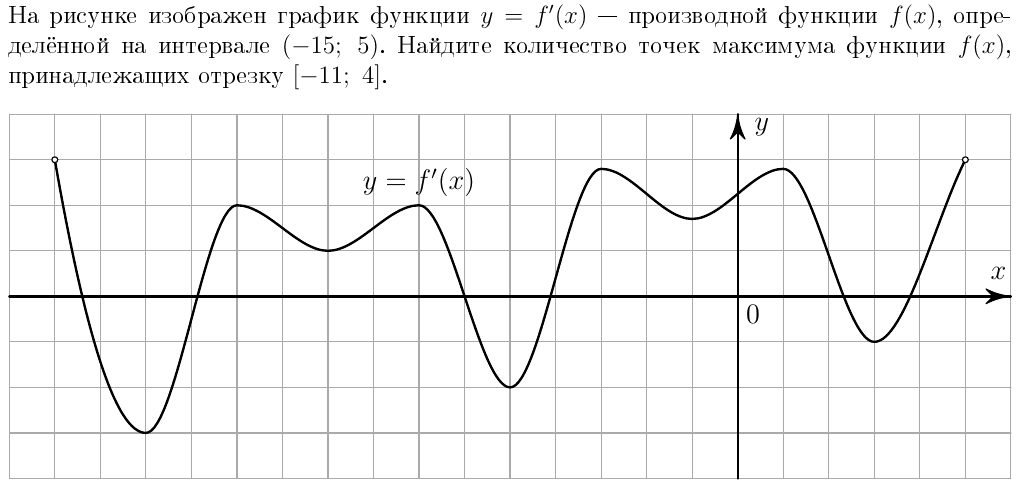 На рисунке изображен график функции y = f′(x) — производной функции f(x), опре-
делённой на интервале (−15; 5). Найдите количество точек максимума функции f(x),
принадлежащих отрезку [−11; 4].
y
y = f′(x)
x
0